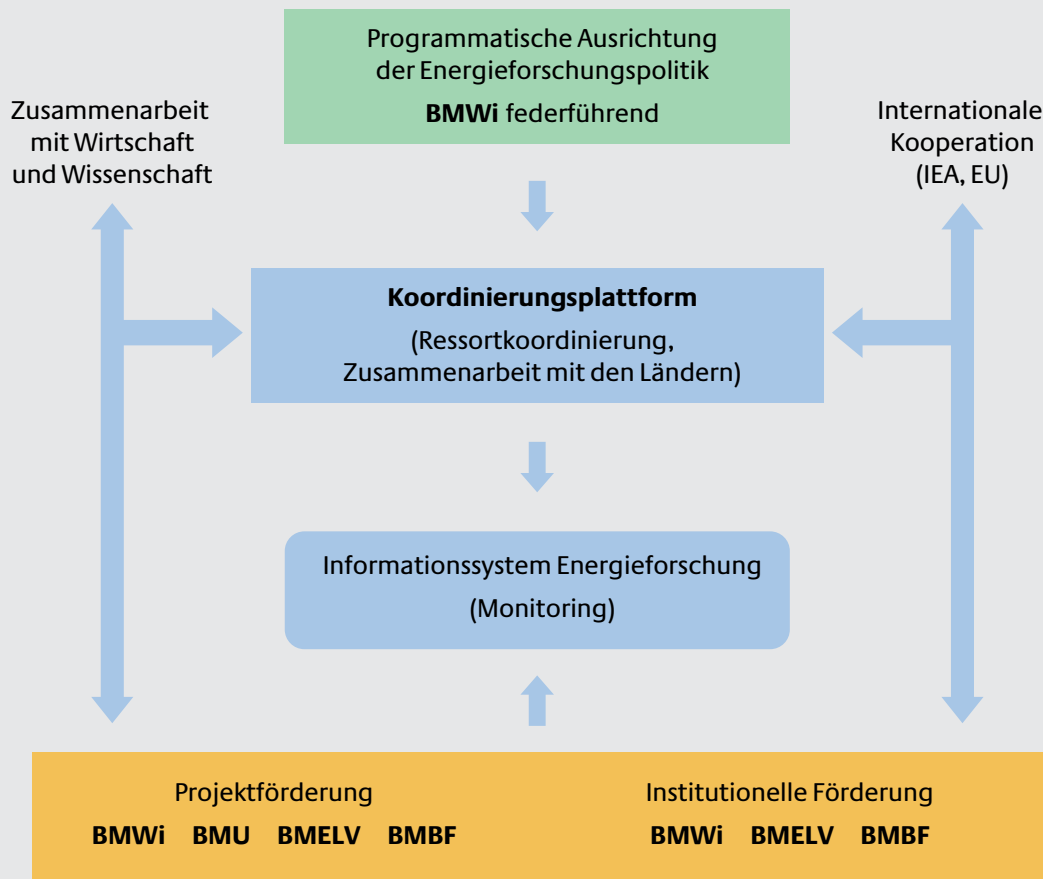 Programmatische Ausrichtung
der Energieforschungspolitik
BMWi federführend
Zusammenarbeit
mit Wirtschaft
und Wissenschaft
Internationale
Kooperation
(IEA, EU)
Koordinierungsplattform
(Ressortkoordinierung,
Zusammenarbeit mit den Ländern)
Informationssystem Energieforschung
(Monitoring)
Projektförderung
BMWi BMU BMELV BMBF
Institutionelle Förderung
BMWi BMELV BMBF